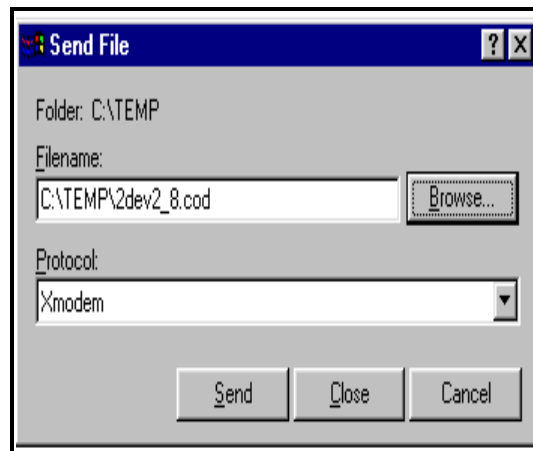 Send File
Folder: C:\TEMP
Filename:
C:\TEMP\2dev2_8.cod
Browse...
Protocol:
Xmodem
Send
Close
Cancel